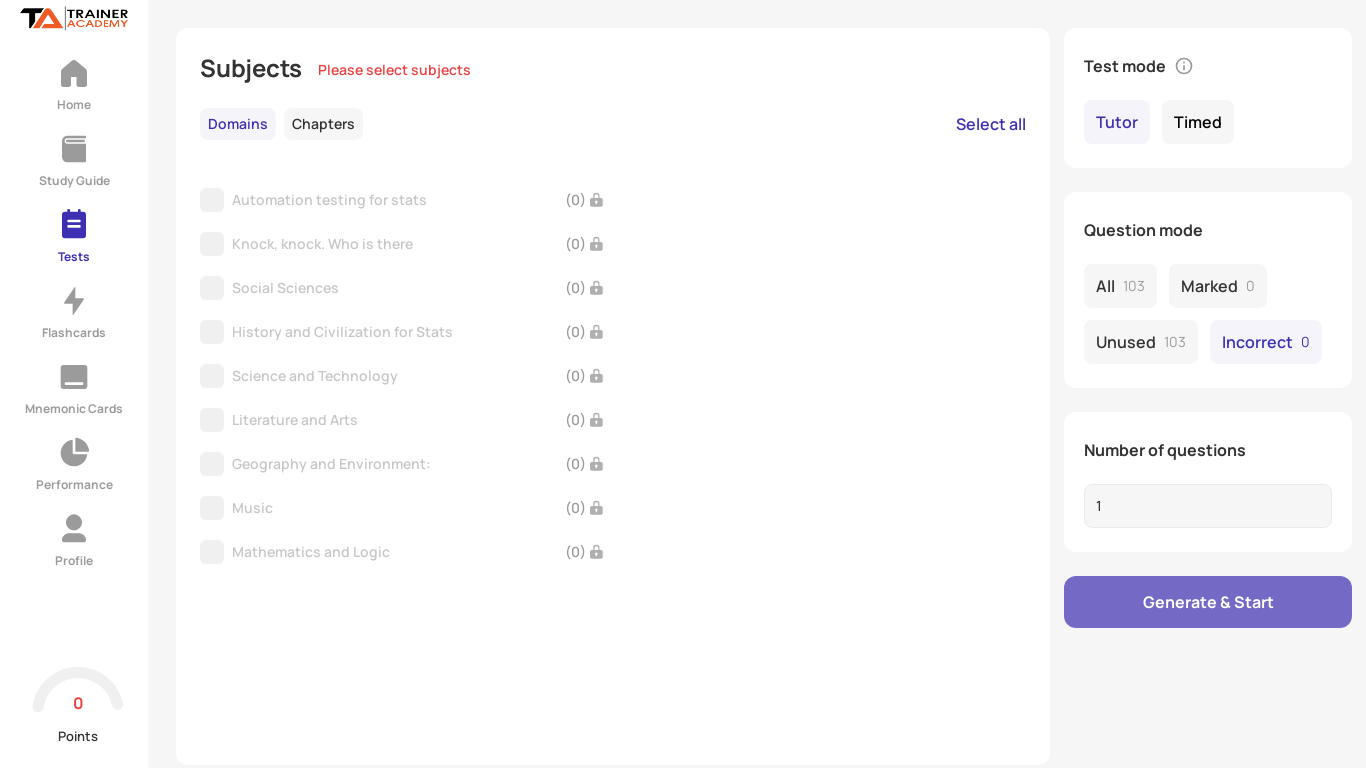 TRAINER
ACADEMY
Home
Study Guide
Tests
Flashcards
Mnemonic Cards
Performance
Profile
0
Points
Subjects Please select subjects
Domains Chapters Select all
Automation testing for stats (0)
Knock, knock. Who is there (0)
Social Sciences (0)
History and Civilization for Stats (0)
Science and Technology (0)
Literature and Arts (0)
Geography and Environment: (0)
Music (0)
Mathematics and Logic (0)
Test mode
Tutor Timed
Question mode
All 103 Marked 0
Unused 103 Incorrect 0
Number of questions
1
Generate & Start